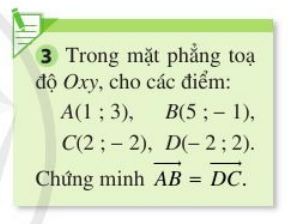 3 Trong mặt phẳng toạ
độ Oxy, cho các điểm:
A(1 ; 3), B(5 ; – 1),
C(2 ; – 2), D(– 2 ; 2).
Chứng minh $\overrightarrow{AB} = \overrightarrow{DC}$.